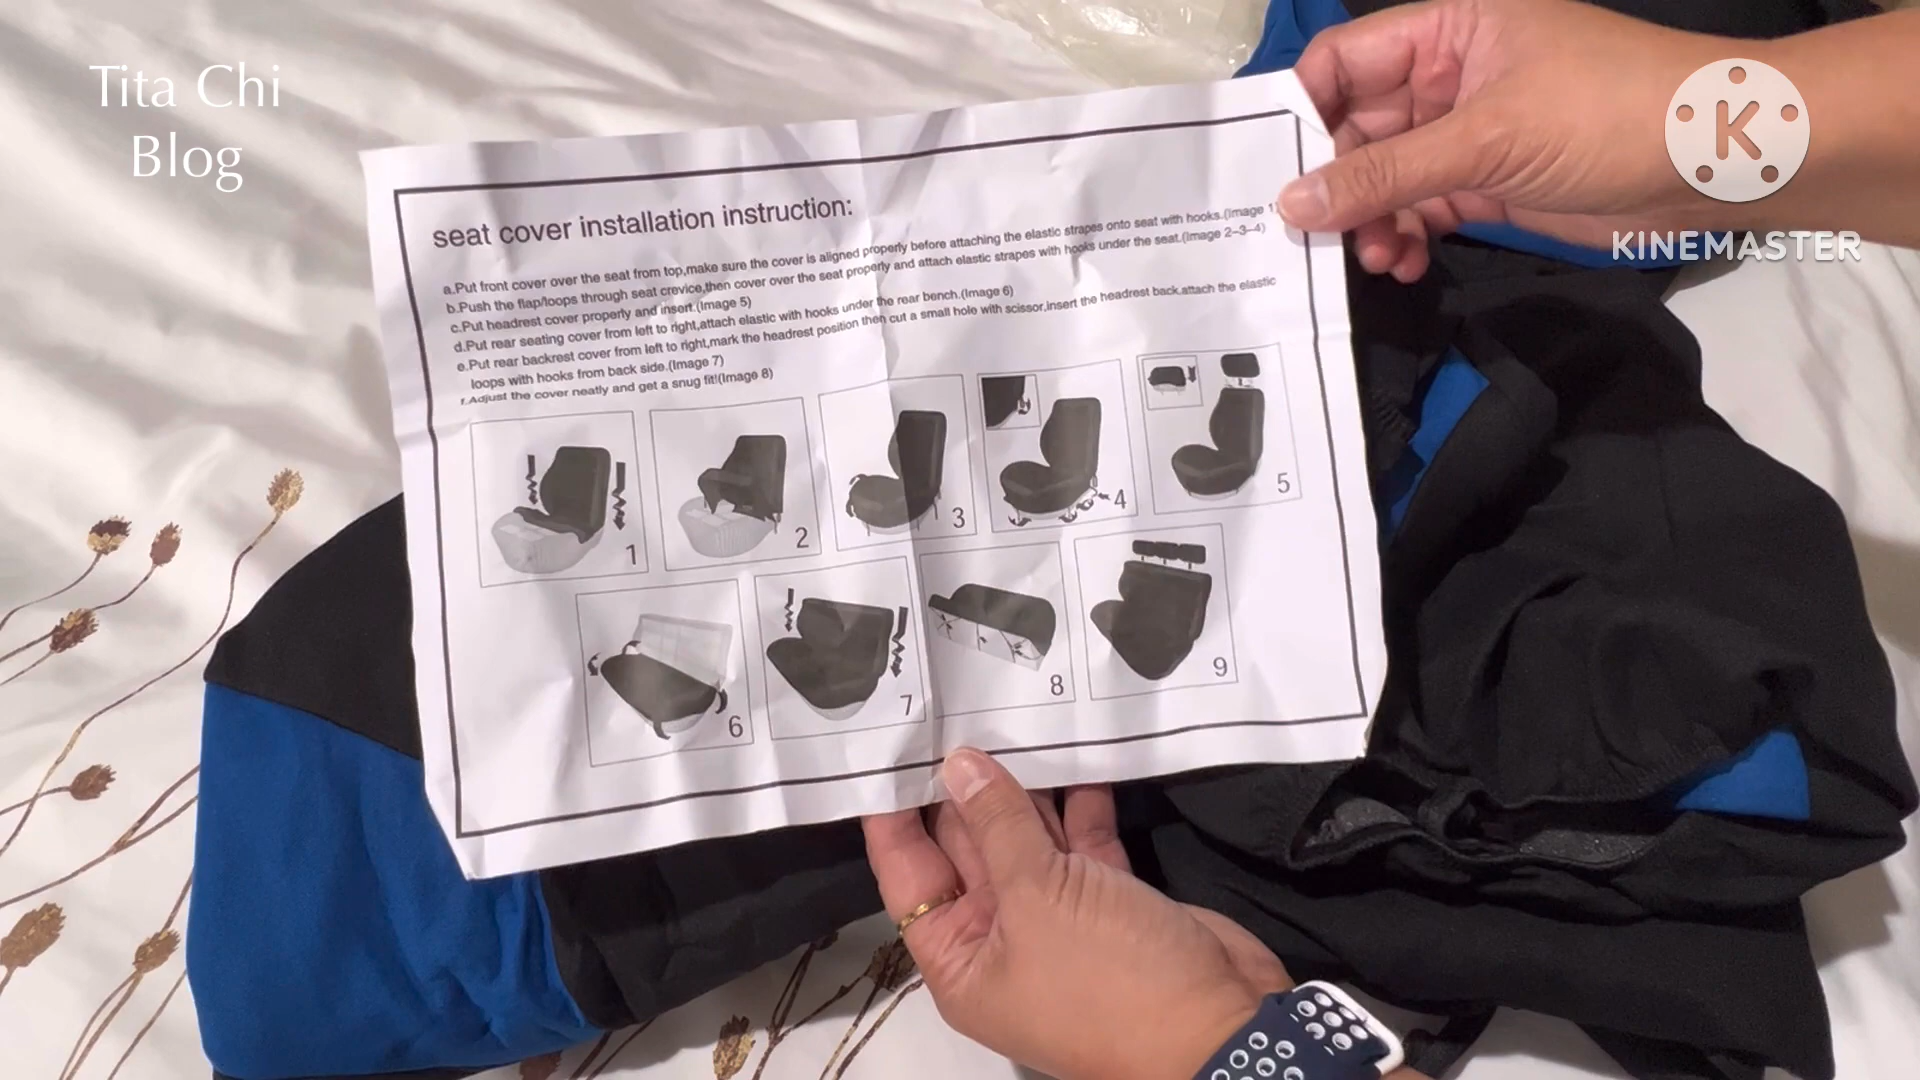 Tita Chi
Blog
K
KINEMASTER
seat cover installation instruction:
a.Put front cover over the seat from top,make sure the cover is aligned properly before attaching the elastic strapes onto seat with hooks.(Image 1)
b.Push the flap/loops through seat crevice,then cover over the seat properly and attach elastic strapes with hooks under the seat.(Image 2-3-4)
c.Put headrest cover properly and insert.(Image 5)
d.Put rear seating cover from left to right,attach elastic with hooks under the rear bench.(Image 6)
e.Put rear backrest cover from left to right,mark the headrest position then cut a small hole with scissor,insert the headrest back,attach the elastic
loops with hooks from back side.(Image 7)
f.Adjust the cover neatly and get a snug fit!(Image 8)
1
2
3
4
5
6
7
8
9